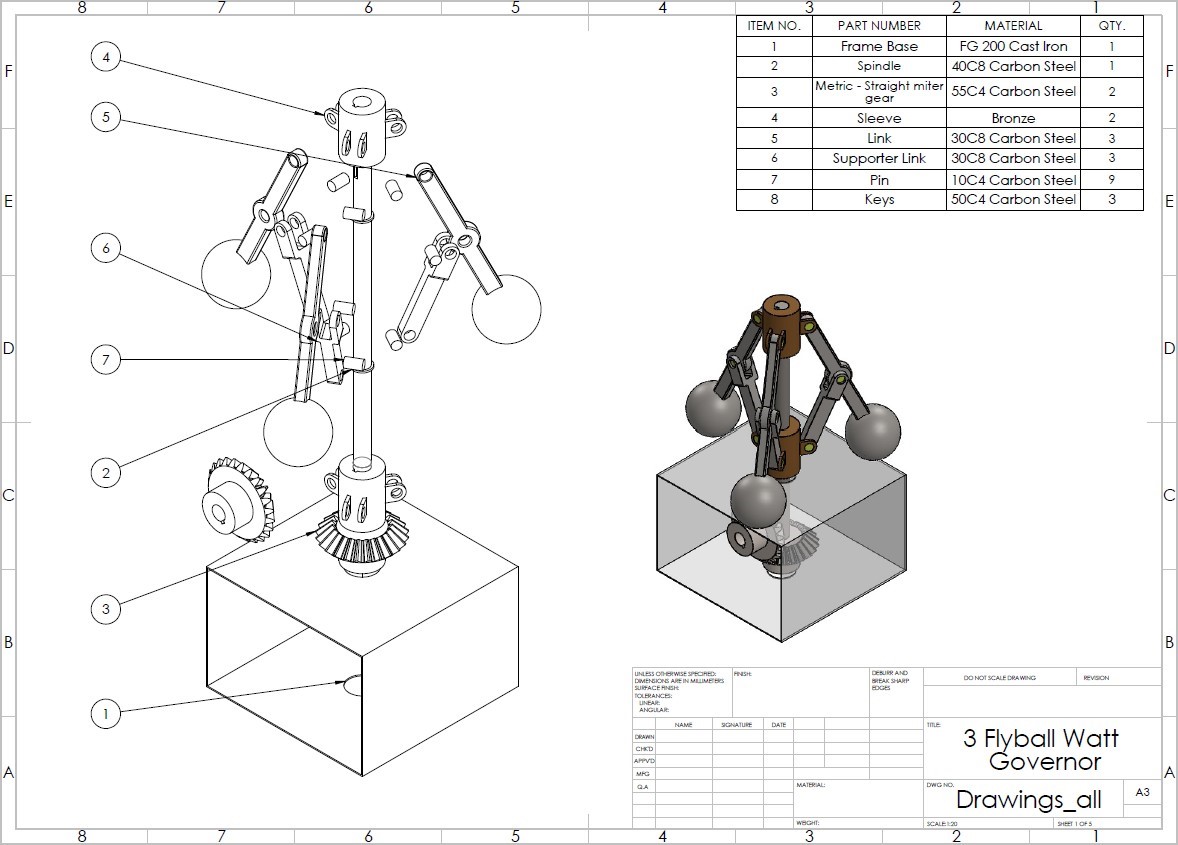 8 7 6 5 4 3 2 1
F
E
D
C
B
A
F
E
D
C
B
A
4
5
6
7
2
3
1
ITEM NO. PART NUMBER MATERIAL QTY.
1 Frame Base FG 200 Cast Iron 1
2 Spindle 40C8 Carbon Steel 1
3 Metric - Straight miter gear 55C4 Carbon Steel 2
4 Sleeve Bronze 2
5 Link 30C8 Carbon Steel 3
6 Supporter Link 30C8 Carbon Steel 3
7 Pin 10C4 Carbon Steel 9
8 Keys 50C4 Carbon Steel 3
UNLESS OTHERWISE SPECIFIED:
DIMENSIONS ARE IN MILLIMETERS
SURFACE FINISH:
TOLERANCES:
LINEAR:
ANGULAR:
FINISH:
DEBURR AND
BREAK SHARP
EDGES
DO NOT SCALE DRAWING
REVISION
NAME SIGNATURE DATE
DRAWN
CHK'D
APPV'D
MFG
Q.A
MATERIAL:
WEIGHT:
TITLE:
3 Flyball Watt
Governor
DWG NO.
Drawings_all
A3
SCALE:1:20
SHEET 1 OF 5
8 7 6 5 4 3 2 1